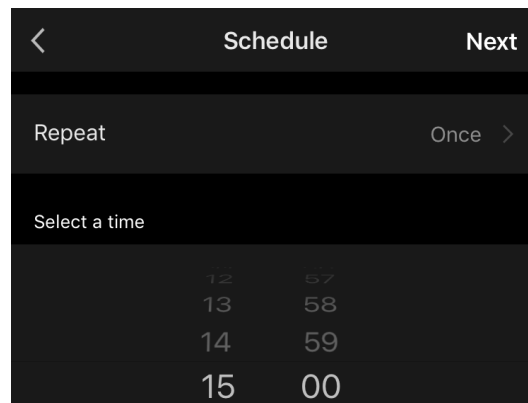 Schedule Next
Repeat Once
Select a time
12 57
13 58
14 59
15 00